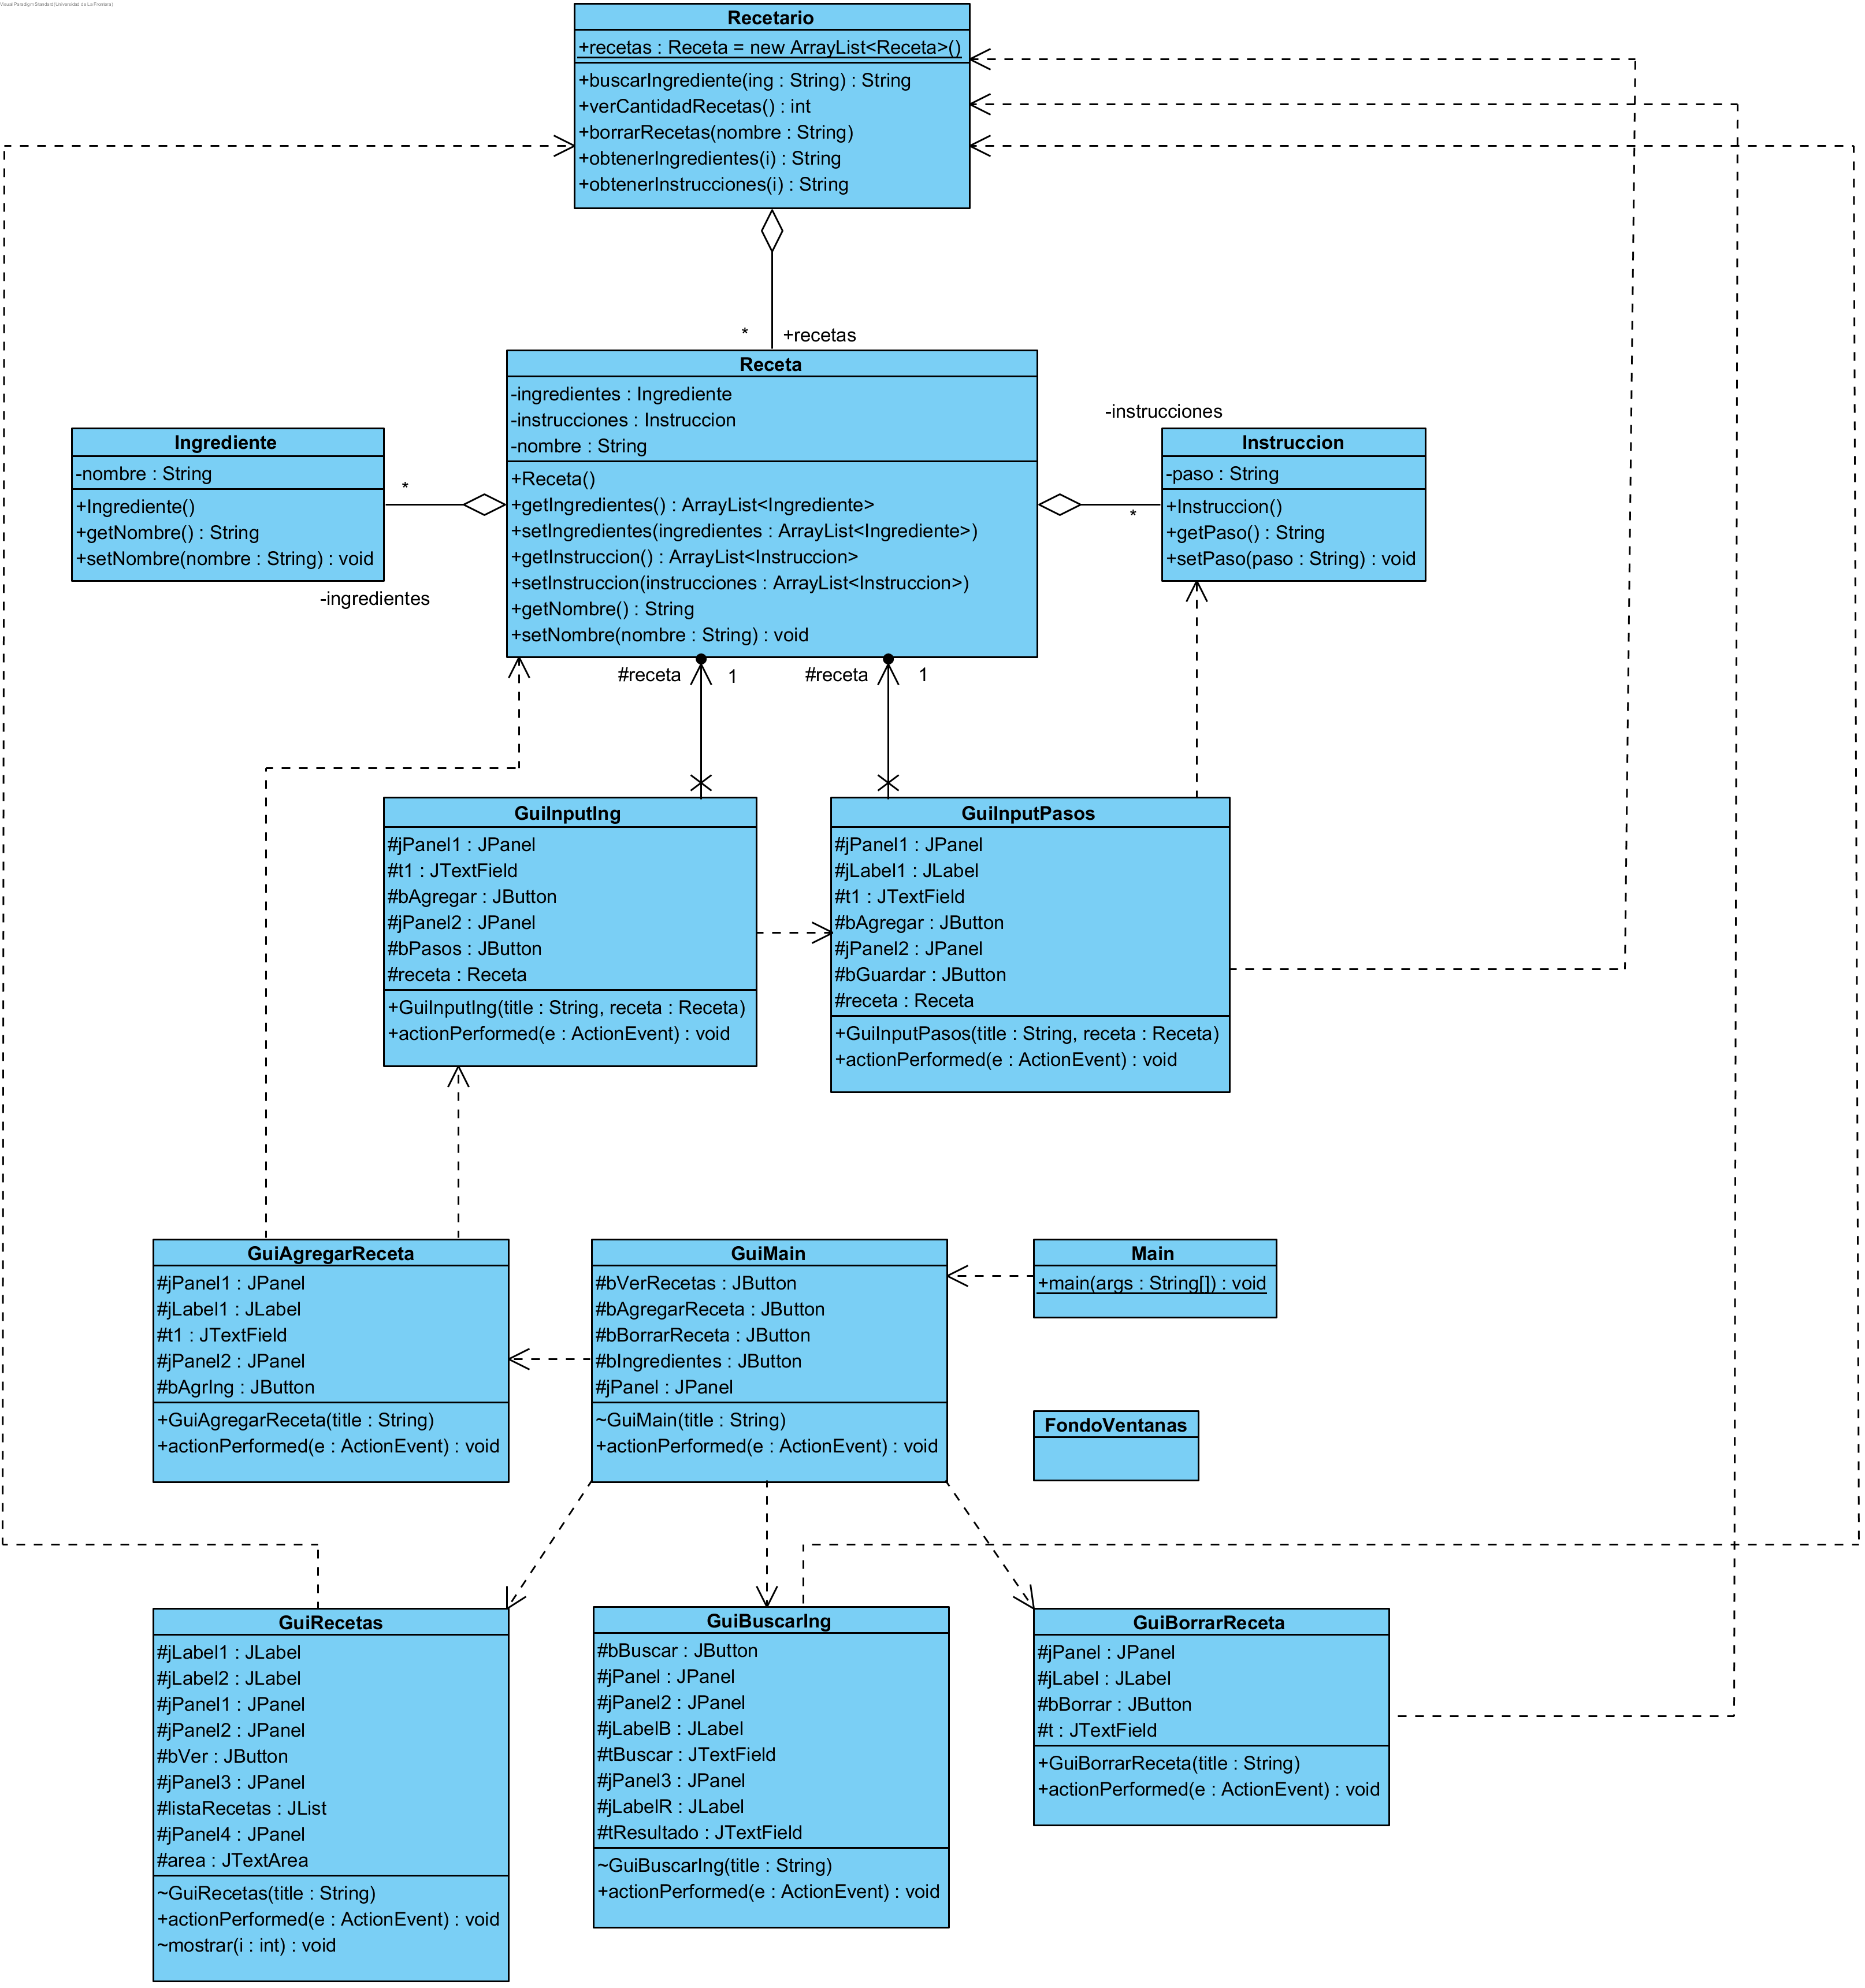 Visual Paradigm Standard(Universidad de La Frontera)
Recetario
+recetas : Receta = new ArrayList<Receta>()
+buscarIngrediente(ing : String) : String
+verCantidadRecetas() : int
+borrarRecetas(nombre : String)
+obtenerIngredientes(i) : String
+obtenerInstrucciones(i) : String
*
+recetas
Receta
-ingredientes : Ingrediente
-instrucciones : Instruccion
-nombre : String
+Receta()
+getIngredientes() : ArrayList<Ingrediente>
+setIngredientes(ingredientes : ArrayList<Ingrediente>)
+getInstruccion() : ArrayList<Instruccion>
+setInstruccion(instrucciones : ArrayList<Instruccion>)
+getNombre() : String
+setNombre(nombre : String) : void
Ingrediente
-nombre : String
+Ingrediente()
+getNombre() : String
+setNombre(nombre : String) : void
*
-ingredientes
-instrucciones
Instruccion
-paso : String
+Instruccion()
+getPaso() : String
+setPaso(paso : String) : void
*
#receta
1
#receta
1
GuiInputIng
#jPanel1 : JPanel
#t1 : JTextField
#bAgregar : JButton
#jPanel2 : JPanel
#bPasos : JButton
#receta : Receta
+GuiInputIng(title : String, receta : Receta)
+actionPerformed(e : ActionEvent) : void
GuiInputPasos
#jPanel1 : JPanel
#jLabel1 : JLabel
#t1 : JTextField
#bAgregar : JButton
#jPanel2 : JPanel
#bGuardar : JButton
#receta : Receta
+GuiInputPasos(title : String, receta : Receta)
+actionPerformed(e : ActionEvent) : void
GuiAgregarReceta
#jPanel1 : JPanel
#jLabel1 : JLabel
#t1 : JTextField
#jPanel2 : JPanel
#bAgrIng : JButton
+GuiAgregarReceta(title : String)
+actionPerformed(e : ActionEvent) : void
GuiMain
#bVerRecetas : JButton
#bAgregarReceta : JButton
#bBorrarReceta : JButton
#bIngredientes : JButton
#jPanel : JPanel
~GuiMain(title : String)
+actionPerformed(e : ActionEvent) : void
Main
+main(args : String[]) : void
FondoVentanas
GuiRecetas
#jLabel1 : JLabel
#jLabel2 : JLabel
#jPanel1 : JPanel
#jPanel2 : JPanel
#bVer : JButton
#jPanel3 : JPanel
#listaRecetas : JList
#jPanel4 : JPanel
#area : JTextArea
~GuiRecetas(title : String)
+actionPerformed(e : ActionEvent) : void
~mostrar(i : int) : void
GuiBuscarIng
#bBuscar : JButton
#jPanel : JPanel
#jPanel2 : JPanel
#jLabelB : JLabel
#tBuscar : JTextField
#jPanel3 : JPanel
#jLabelR : JLabel
#tResultado : JTextField
~GuiBuscarIng(title : String)
+actionPerformed(e : ActionEvent) : void
GuiBorrarReceta
#jPanel : JPanel
#jLabel : JLabel
#bBorrar : JButton
#t : JTextField
+GuiBorrarReceta(title : String)
+actionPerformed(e : ActionEvent) : void